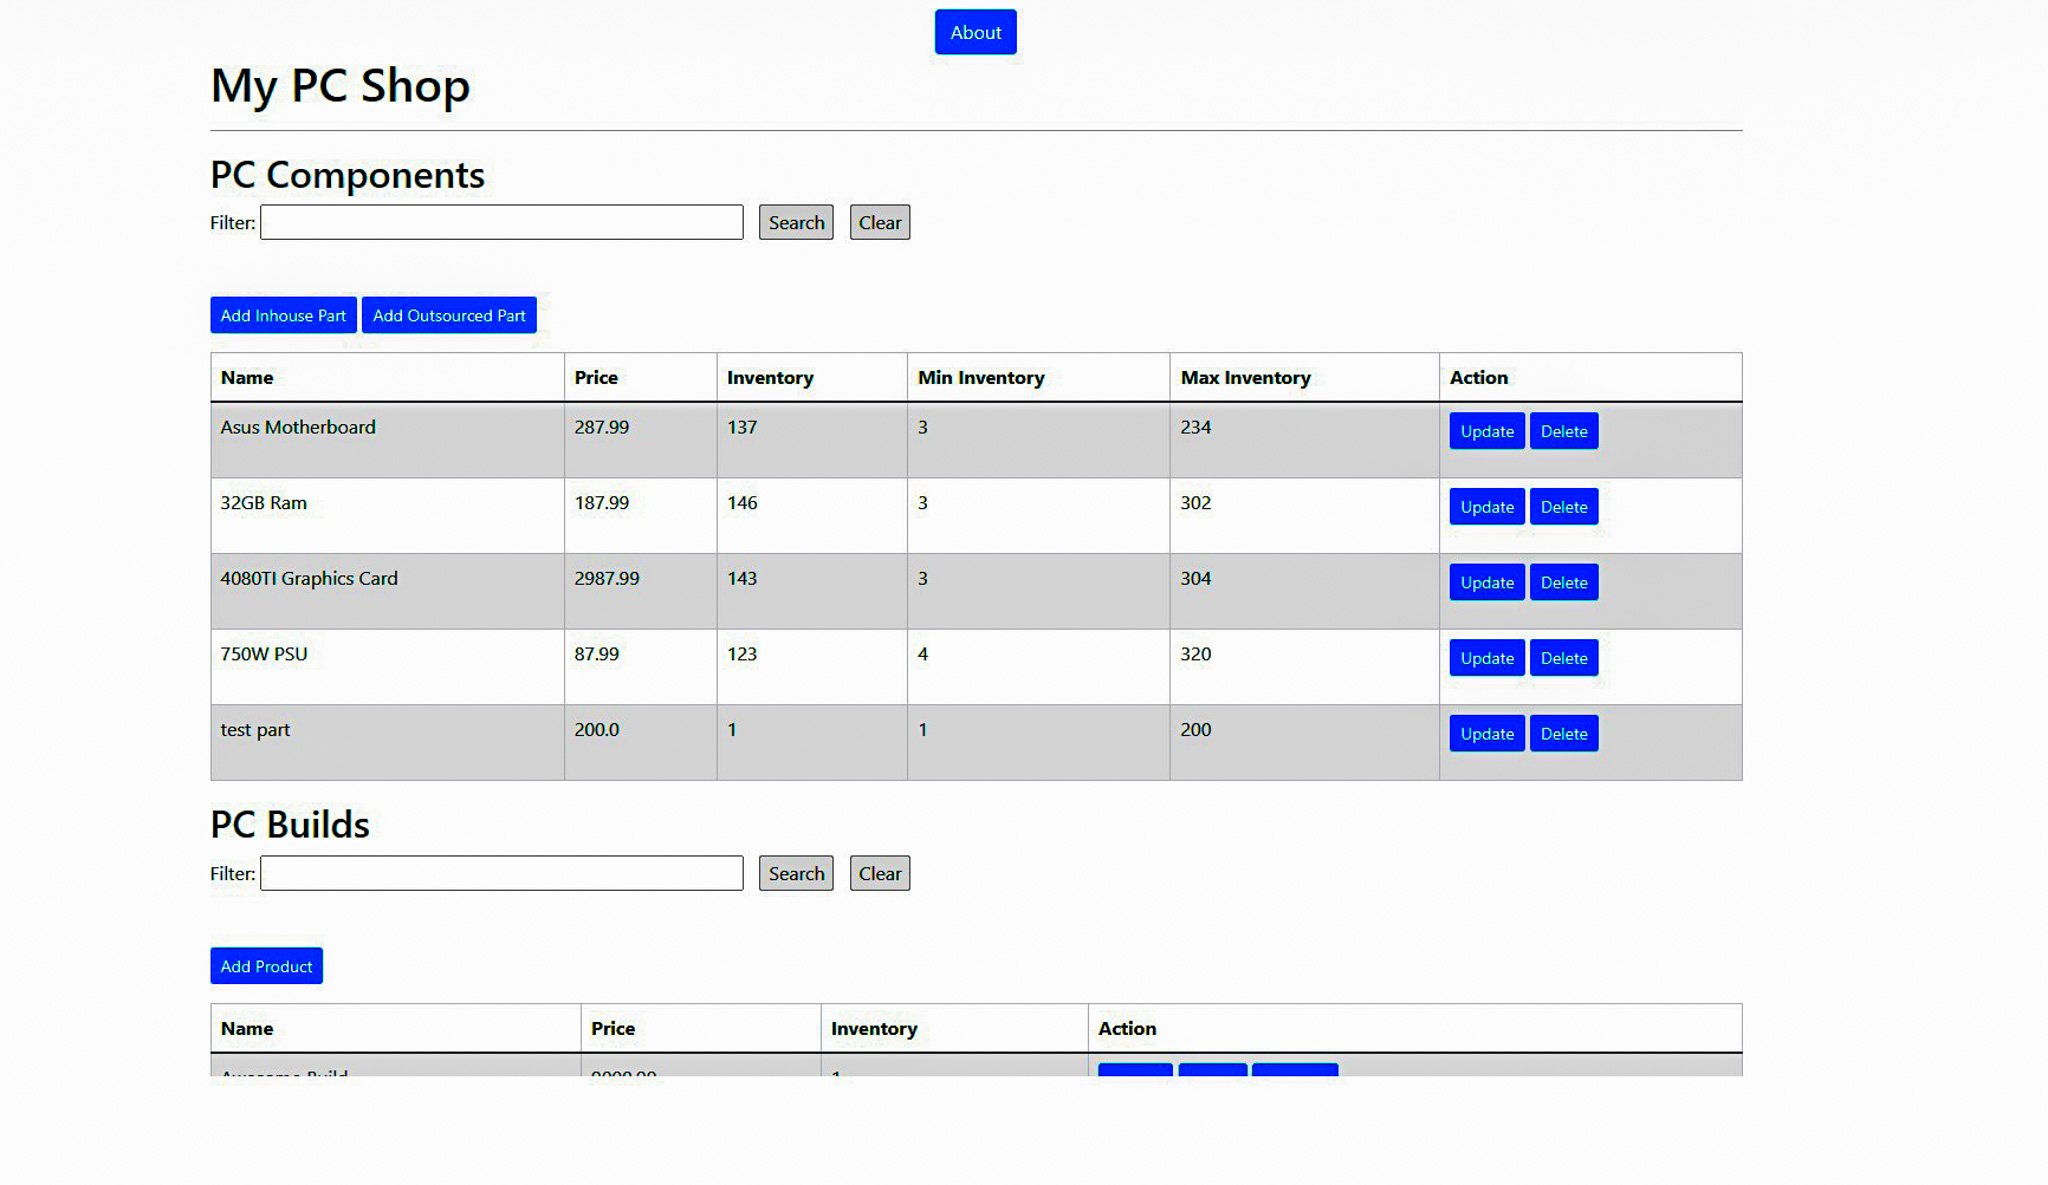 About
My PC Shop
PC Components
Filter: Search Clear
Add Inhouse Part Add Outsourced Part
Name Price Inventory Min Inventory Max Inventory Action
Asus Motherboard 287.99 137 3 234 Update Delete
32GB Ram 187.99 146 3 302 Update Delete
4080TI Graphics Card 2987.99 143 3 304 Update Delete
750W PSU 87.99 123 4 320 Update Delete
test part 200.0 1 1 200 Update Delete
PC Builds
Filter: Search Clear
Add Product
Name Price Inventory Action
Awesome Build